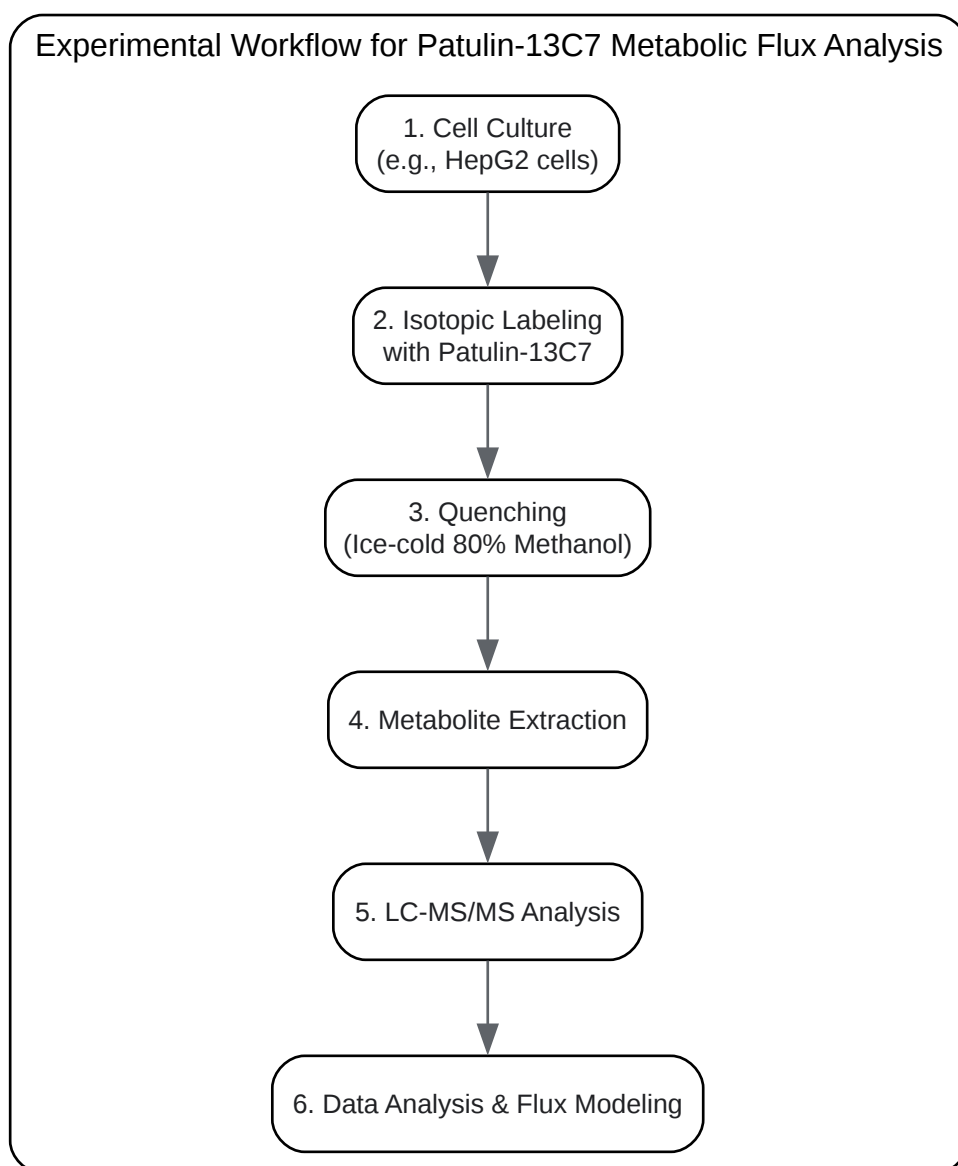 Experimental Workflow for Patulin-13C7 Metabolic Flux Analysis
1. Cell Culture
(e.g., HepG2 cells)
2. Isotopic Labeling
with Patulin-13C7
3. Quenching
(Ice-cold 80% Methanol)
4. Metabolite Extraction
5. LC-MS/MS Analysis
6. Data Analysis & Flux Modeling